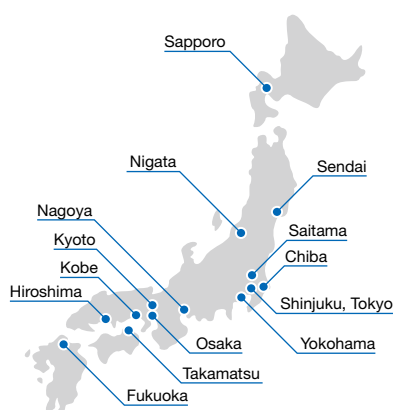 Sapporo
Nigata
Sendai
Nagoya
Saitama
Kyoto
Chiba
Kobe
Hiroshima
Shinjuku, Tokyo
Osaka
Yokohama
Takamatsu
Fukuoka